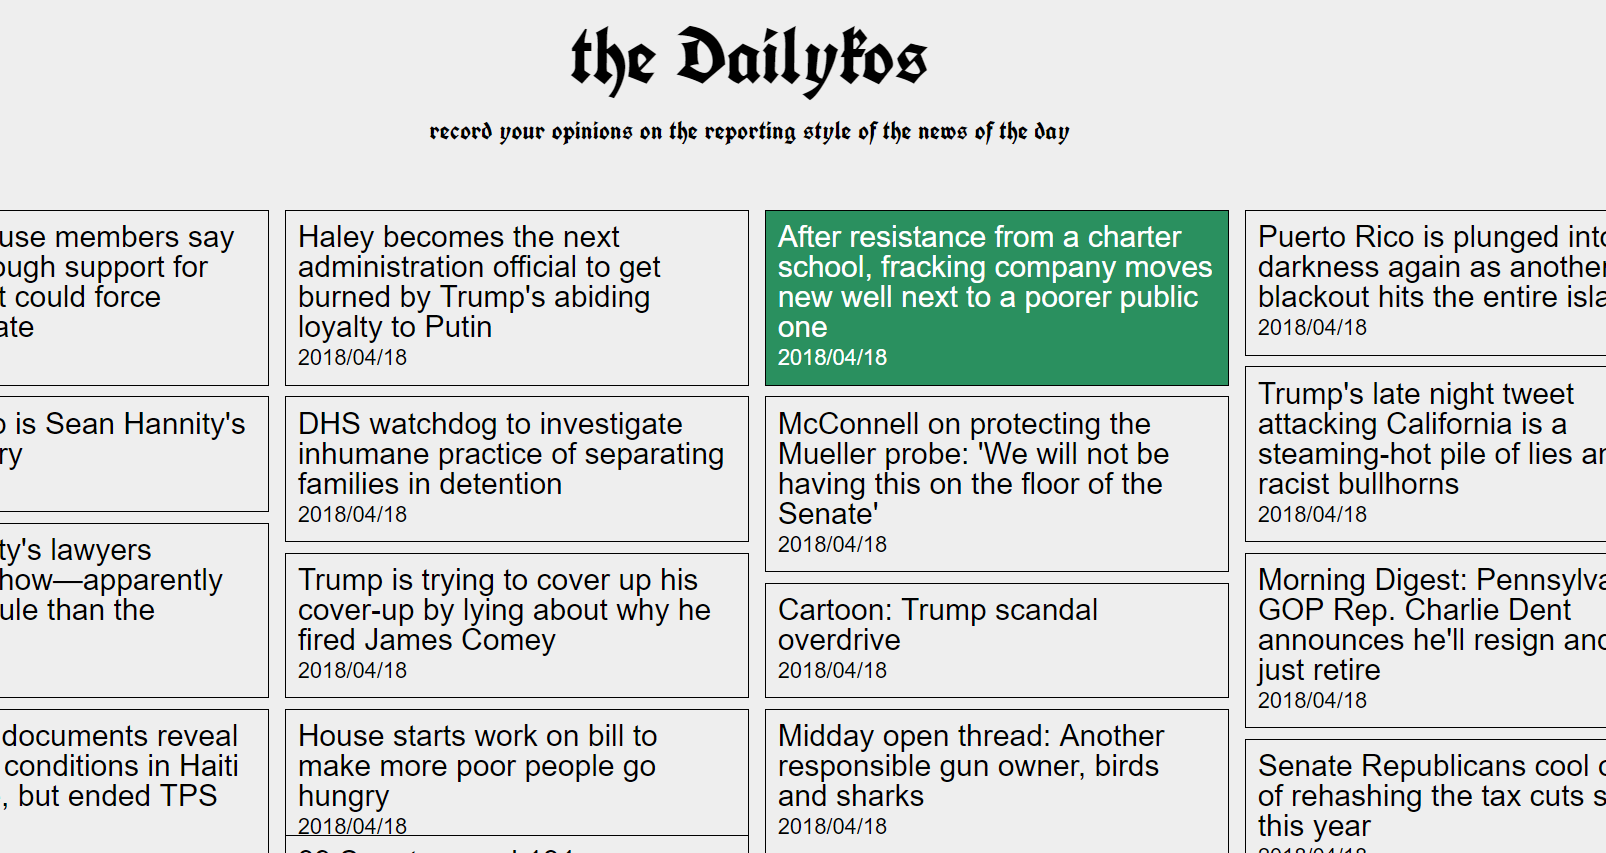 the Dailykos
record your opinions on the reporting style of the news of the day
use members say
ough support for
t could force
ate
o is Sean Hannity's
ry
ty's lawyers
how—apparently
ule than the
documents reveal
conditions in Haiti
, but ended TPS
Haley becomes the next
administration official to get
burned by Trump's abiding
loyalty to Putin
2018/04/18
DHS watchdog to investigate
inhumane practice of separating
families in detention
2018/04/18
Trump is trying to cover up his
cover-up by lying about why he
fired James Comey
2018/04/18
House starts work on bill to
make more poor people go
hungry
2018/04/18
After resistance from a charter
school, fracking company moves
new well next to a poorer public
one
2018/04/18
McConnell on protecting the
Mueller probe: 'We will not be
having this on the floor of the
Senate'
2018/04/18
Cartoon: Trump scandal
overdrive
2018/04/18
Midday open thread: Another
responsible gun owner, birds
and sharks
2018/04/18
Puerto Rico is plunged into
darkness again as another
blackout hits the entire isla
2018/04/18
Trump's late night tweet
attacking California is a
steaming-hot pile of lies an
racist bullhorns
2018/04/18
Morning Digest: Pennsylva
GOP Rep. Charlie Dent
announces he'll resign and
just retire
2018/04/18
Senate Republicans cool o
of rehashing the tax cuts s
this year
2018/04/18